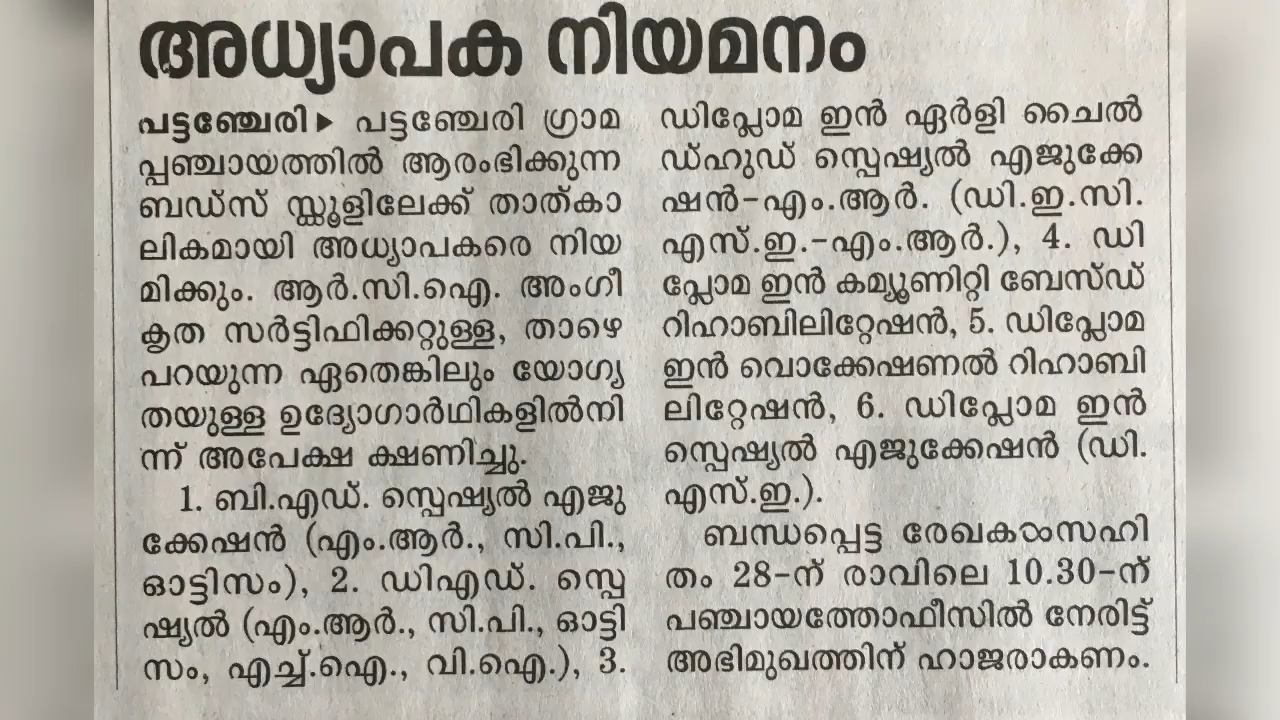 അധ്യാപക നിയമനം
പട്ടഞ്ചേരി▶ പട്ടഞ്ചേരി ഗ്രാമ
പ്പഞ്ചായത്തിൽ ആരംഭിക്കുന്ന
ബഡ്സ് സ്കൂളിലേക്ക് താത്കാ
ലികമായി അധ്യാപകരെ നിയ
മിക്കും. ആർ.സി.ഐ. അംഗീ
കൃത സർട്ടിഫിക്കറ്റുള്ള, താഴെ
പറയുന്ന ഏതെങ്കിലും യോഗ്യ
തയുള്ള ഉദ്യോഗാർഥികളിൽനി
ന്ന് അപേക്ഷ ക്ഷണിച്ചു.
1. ബി.എഡ്. സ്പെഷ്യൽ എജു
ക്കേഷൻ (എം.ആർ., സി.പി.,
ഓട്ടിസം), 2. ഡിഎഡ്. സ്പെ
ഷ്യൽ (എം.ആർ., സി.പി., ഓട്ടി
സം, എച്ച്.ഐ., വി.ഐ.), 3.
ഡിപ്ലോമ ഇൻ ഏർളി ചൈൽ
ഡ്ഹുഡ് സ്പെഷ്യൽ എജുക്കേ
ഷൻ-എം.ആർ. (ഡി.ഇ.സി.
എസ്.ഇ.-എം.ആർ.), 4. ഡി
പ്ലോമ ഇൻ കമ്യൂണിറ്റി ബേസ്ഡ്
റിഹാബിലിറ്റേഷൻ, 5. ഡിപ്ലോമ
ഇൻ വൊക്കേഷണൽ റിഹാബി
ലിറ്റേഷൻ, 6. ഡിപ്ലോമ ഇൻ
സ്പെഷ്യൽ എജുക്കേഷൻ (ഡി.
എസ്.ഇ.).
ബന്ധപ്പെട്ട രേഖകൾസഹി
തം 28-ന് രാവിലെ 10.30-ന്
പഞ്ചായത്തോഫീസിൽ നേരിട്ട്
അഭിമുഖത്തിന് ഹാജരാകണം.